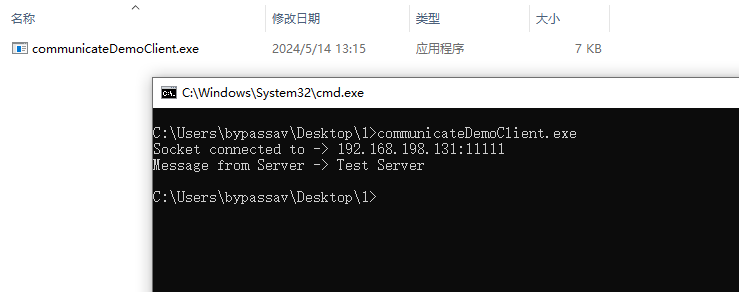 名称 修改日期 类型 大小
communicateDemoClient.exe 2024/5/14 13:15 应用程序 7 KB
C:\Windows\System32\cmd.exe
C:\Users\bypassav\Desktop\1>communicateDemoClient.exe
Socket connected to -> 192.168.198.131:11111
Message from Server -> Test Server
C:\Users\bypassav\Desktop\1>